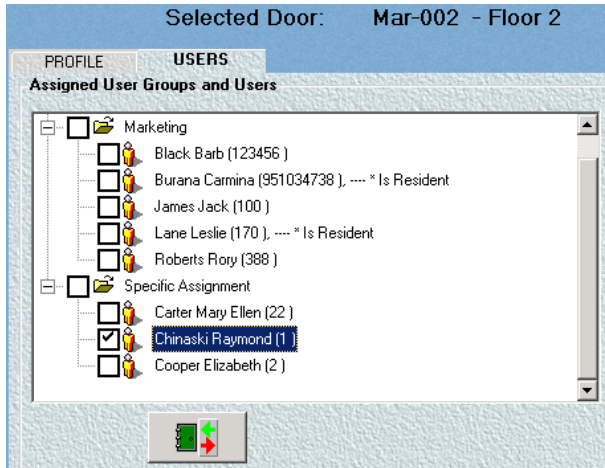 Selected Door: Mar-002 - Floor 2
PROFILE USERS
Assigned User Groups and Users
Marketing
Black Barb (123456 )
Burana Carmina (951034738 ), ---- * Is Resident
James Jack (100 )
Lane Leslie (170 ), ---- * Is Resident
Roberts Rory (388 )
Specific Assignment
Carter Mary Ellen (22 )
Chinaski Raymond (1 )
Cooper Elizabeth (2 )